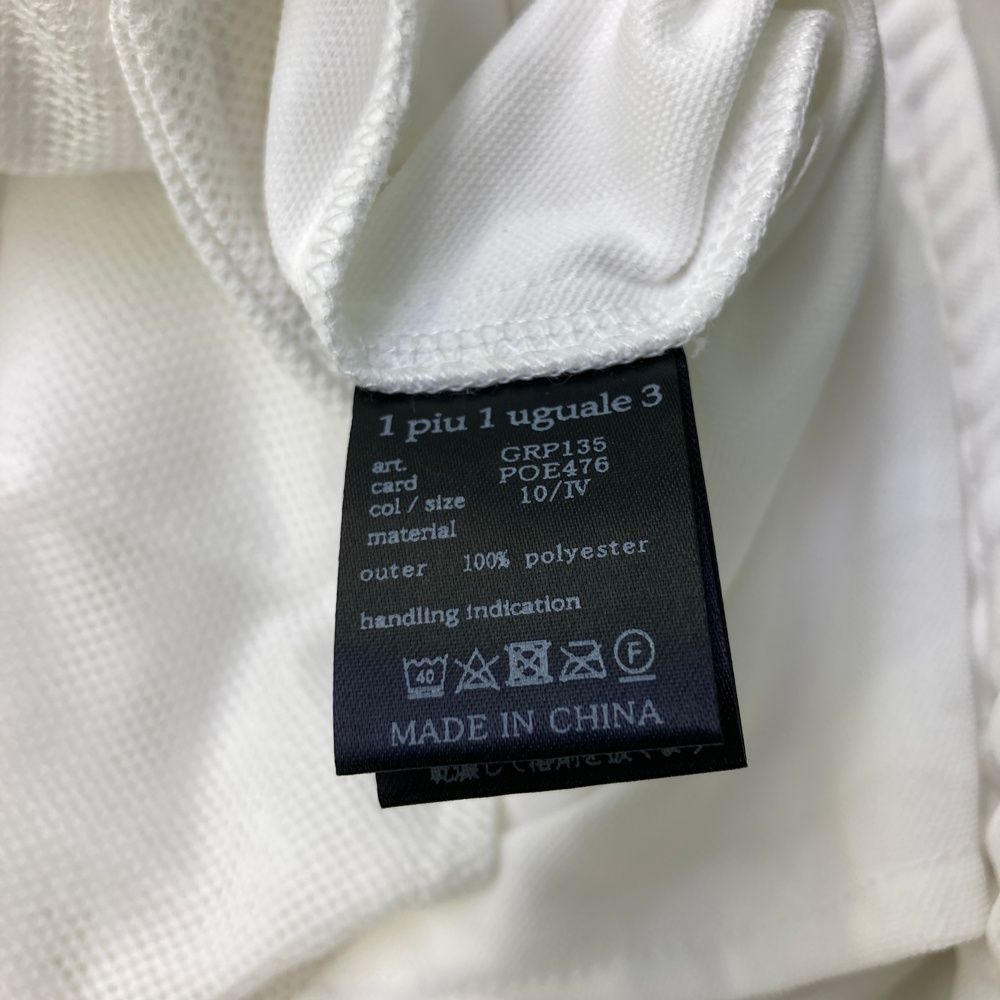 1 piu 1 uguale 3
art. GRP135
card POE476
col / size 10/IV
material
outer 100% polyester
handling indication
40 F
MADE IN CHINA